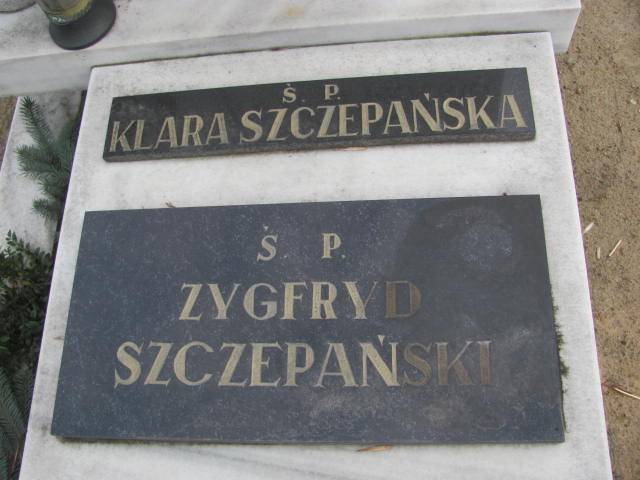 Ś. P.
KLARA SZCZEPAŃSKA
Ś. P.
ZYGFRYD
SZCZEPAŃSKI